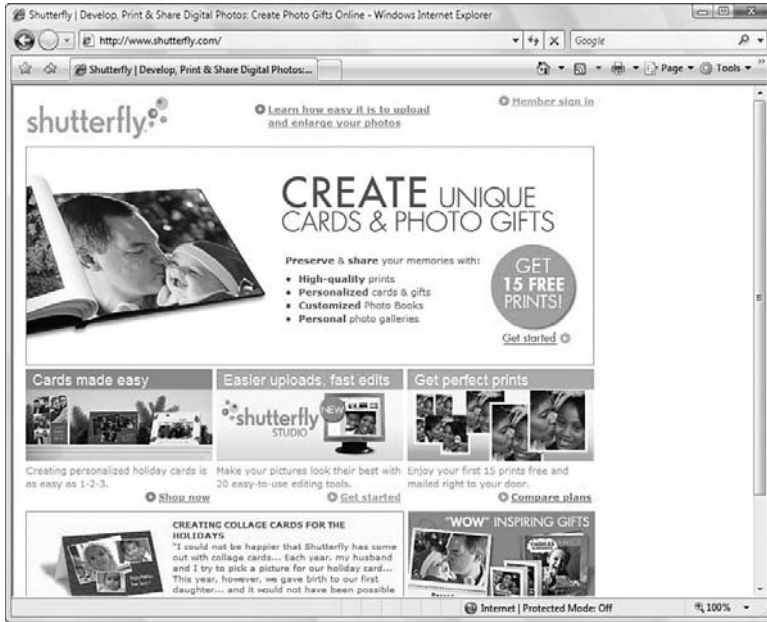 Shutterfly | Develop, Print & Share Digital Photos: Create Photo Gifts Online - Windows Internet Explorer
http://www.shutterfly.com/
Google
Shutterfly | Develop, Print & Share Digital Photos:...
Page
Tools
shutterfly
Learn how easy it is to upload
and enlarge your photos
Member sign in
CREATE UNIQUE
CARDS & PHOTO GIFTS
Preserve & share your memories with:
• High-quality prints
• Personalized cards & gifts
• Customized Photo Books
• Personal photo galleries
GET
15 FREE
PRINTS!
Get started
Cards made easy
Easier uploads, fast edits
Get perfect prints
shutterfly
STUDIO
NEW
Creating personalized holiday cards is
as easy as 1-2-3.
Shop now
Make your pictures look their best with
20 easy-to-use editing tools.
Get started
Enjoy your first 15 prints free and
mailed right to your door.
Compare plans
CREATING COLLAGE CARDS FOR THE
HOLIDAYS
"I could not be happier that Shutterfly has come
out with collage cards... Each year, my husband
and I try to pick a picture for our holiday card...
This year, however, we gave birth to our first
daughter... and it would not have been possible
"WOW" INSPIRING GIFTS
Internet | Protected Mode: Off
100%